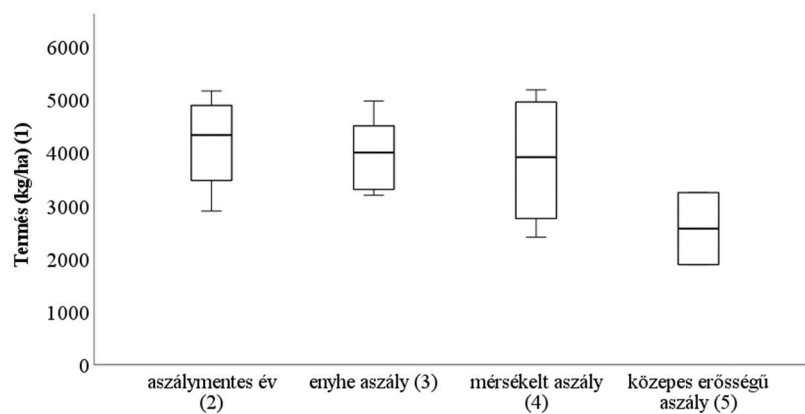 Termés (kg/ha) (1)
6000
5000
4000
3000
2000
1000
0
aszálymentes év
(2)
enyhe aszály (3)
mérsékelt aszály
(4)
közepes erősségű
aszály (5)